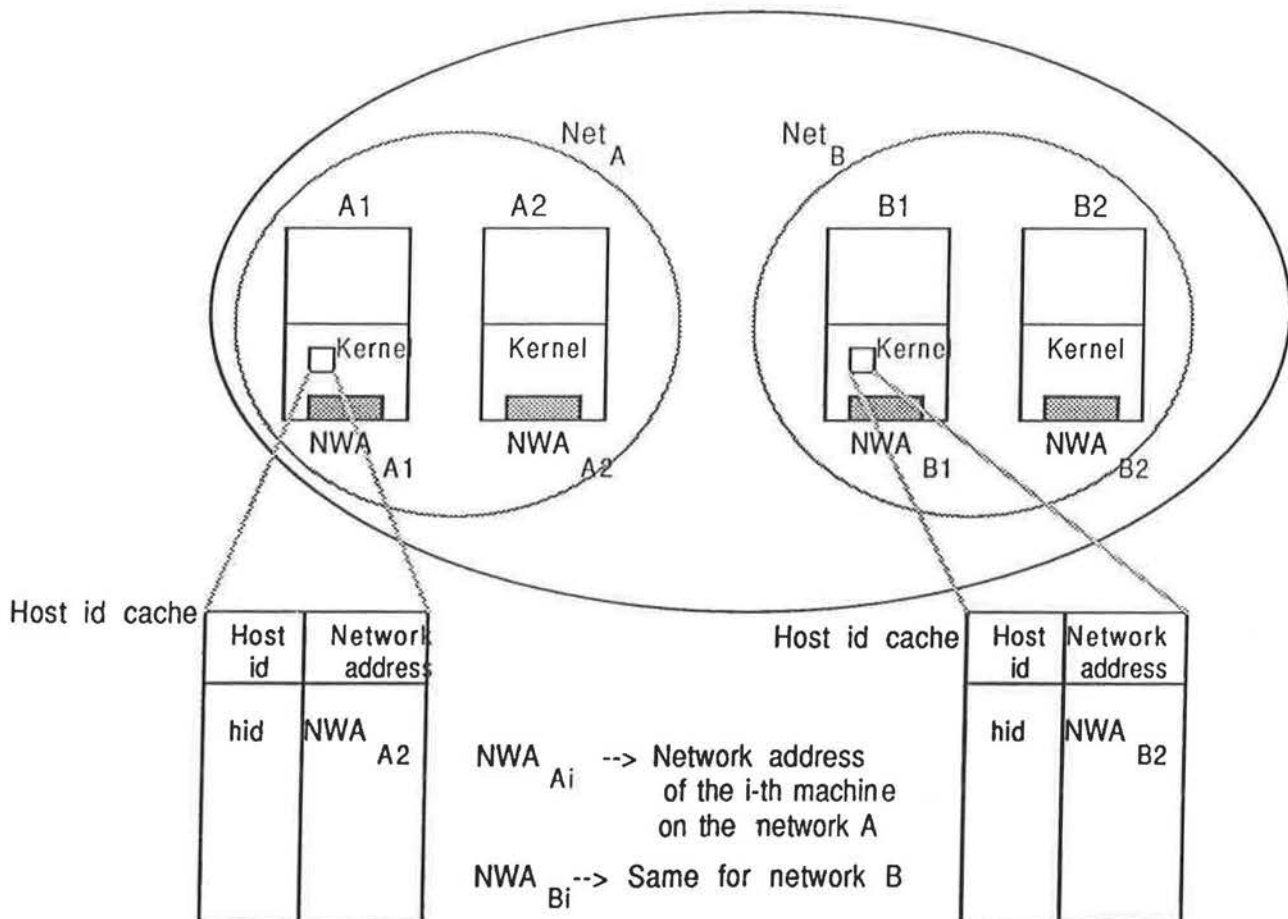 Net A
Net B
A1
A2
B1
B2
Kernel
Kernel
Kernel
Kernel
NWA A1
NWA A2
NWA B1
NWA B2
Host id cache
Host id
Network address
hid
NWA A2
Host id cache
Host id
Network address
hid
NWA B2
NWA Ai --> Network address
of the i-th machine
on the network A
NWA Bi --> Same for network B